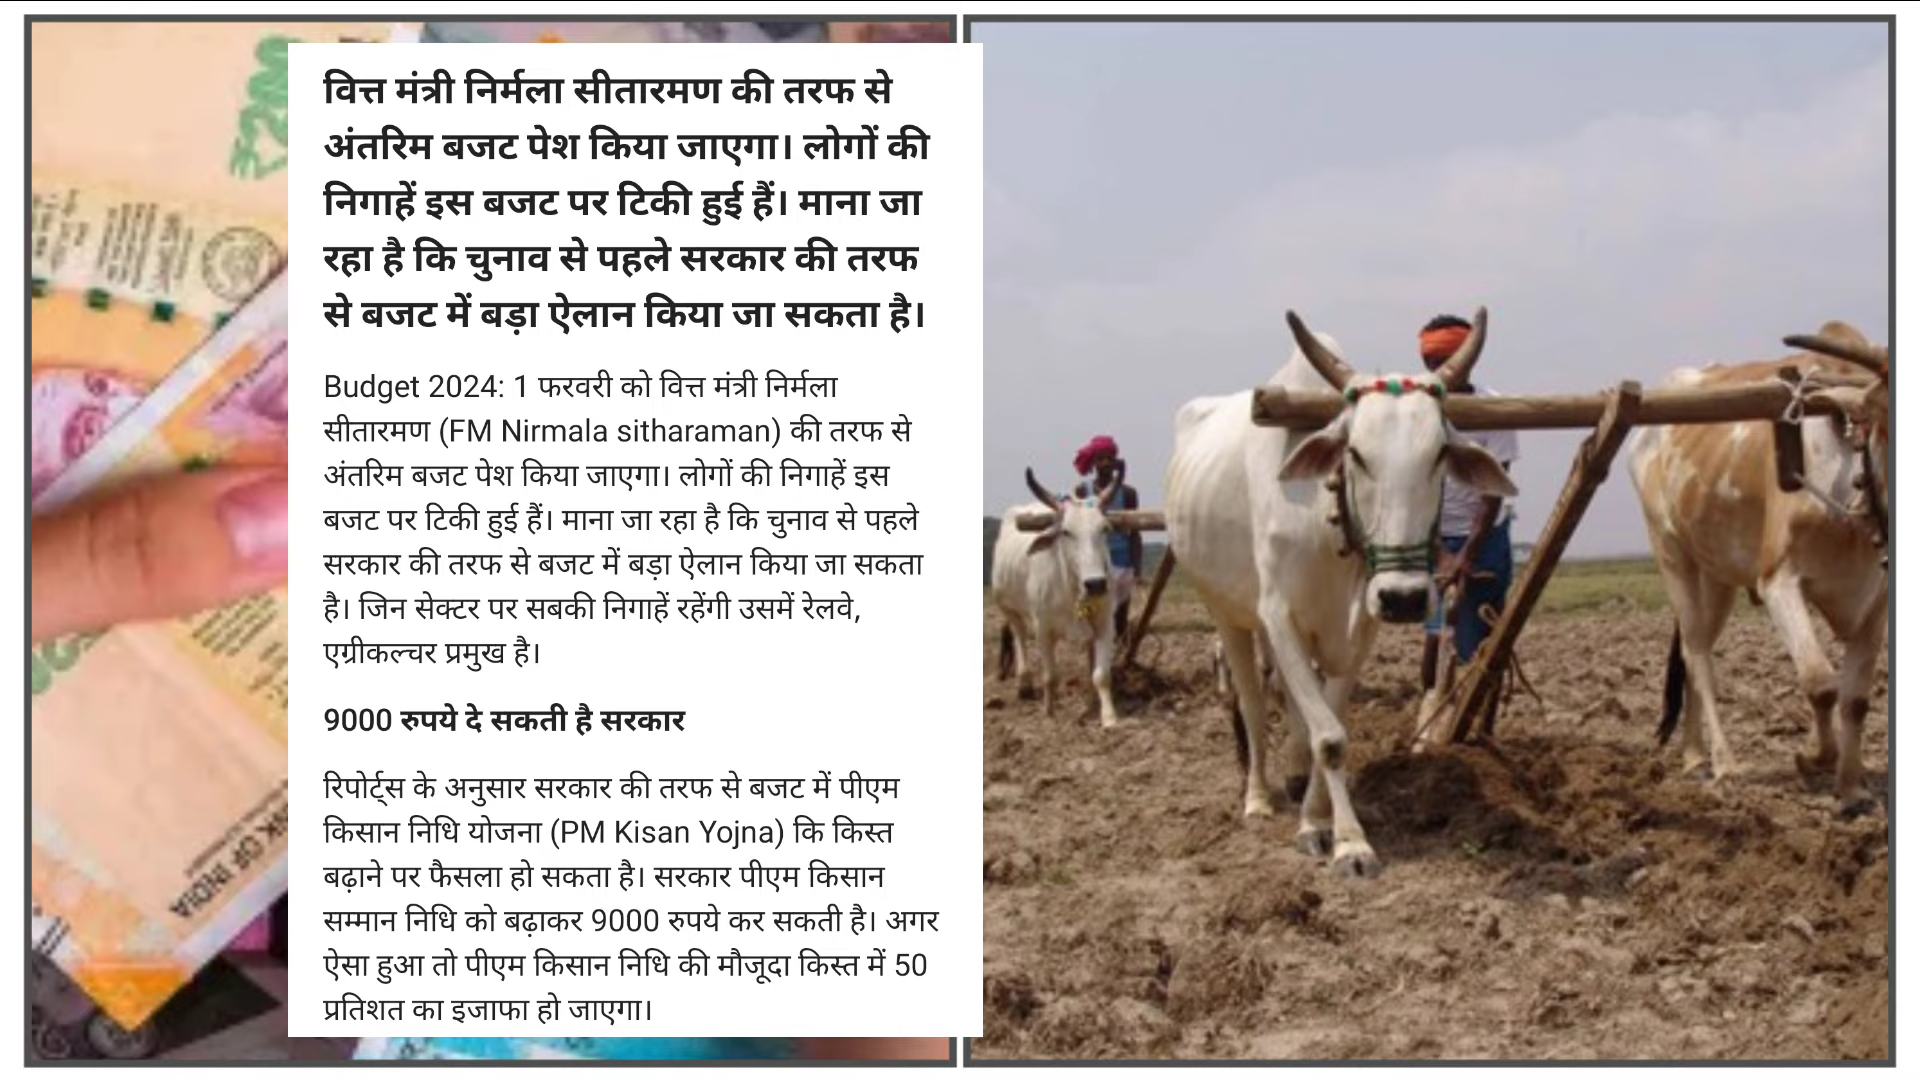 वित्त मंत्री निर्मला सीतारमण की तरफ से
अंतरिम बजट पेश किया जाएगा। लोगों की
निगाहें इस बजट पर टिकी हुई हैं। माना जा
रहा है कि चुनाव से पहले सरकार की तरफ
से बजट में बड़ा ऐलान किया जा सकता है।
Budget 2024: 1 फरवरी को वित्त मंत्री निर्मला
सीतारमण (FM Nirmala sitharaman) की तरफ से
अंतरिम बजट पेश किया जाएगा। लोगों की निगाहें इस
बजट पर टिकी हुई हैं। माना जा रहा है कि चुनाव से पहले
सरकार की तरफ से बजट में बड़ा ऐलान किया जा सकता
है। जिन सेक्टर पर सबकी निगाहें रहेंगी उसमें रेलवे,
एग्रीकल्चर प्रमुख है।
9000 रुपये दे सकती है सरकार
रिपोर्ट्स के अनुसार सरकार की तरफ से बजट में पीएम
किसान निधि योजना (PM Kisan Yojna) कि किस्त
बढ़ाने पर फैसला हो सकता है। सरकार पीएम किसान
सम्मान निधि को बढ़ाकर 9000 रुपये कर सकती है। अगर
ऐसा हुआ तो पीएम किसान निधि की मौजूदा किस्त में 50
प्रतिशत का इजाफा हो जाएगा।
OF INDIA